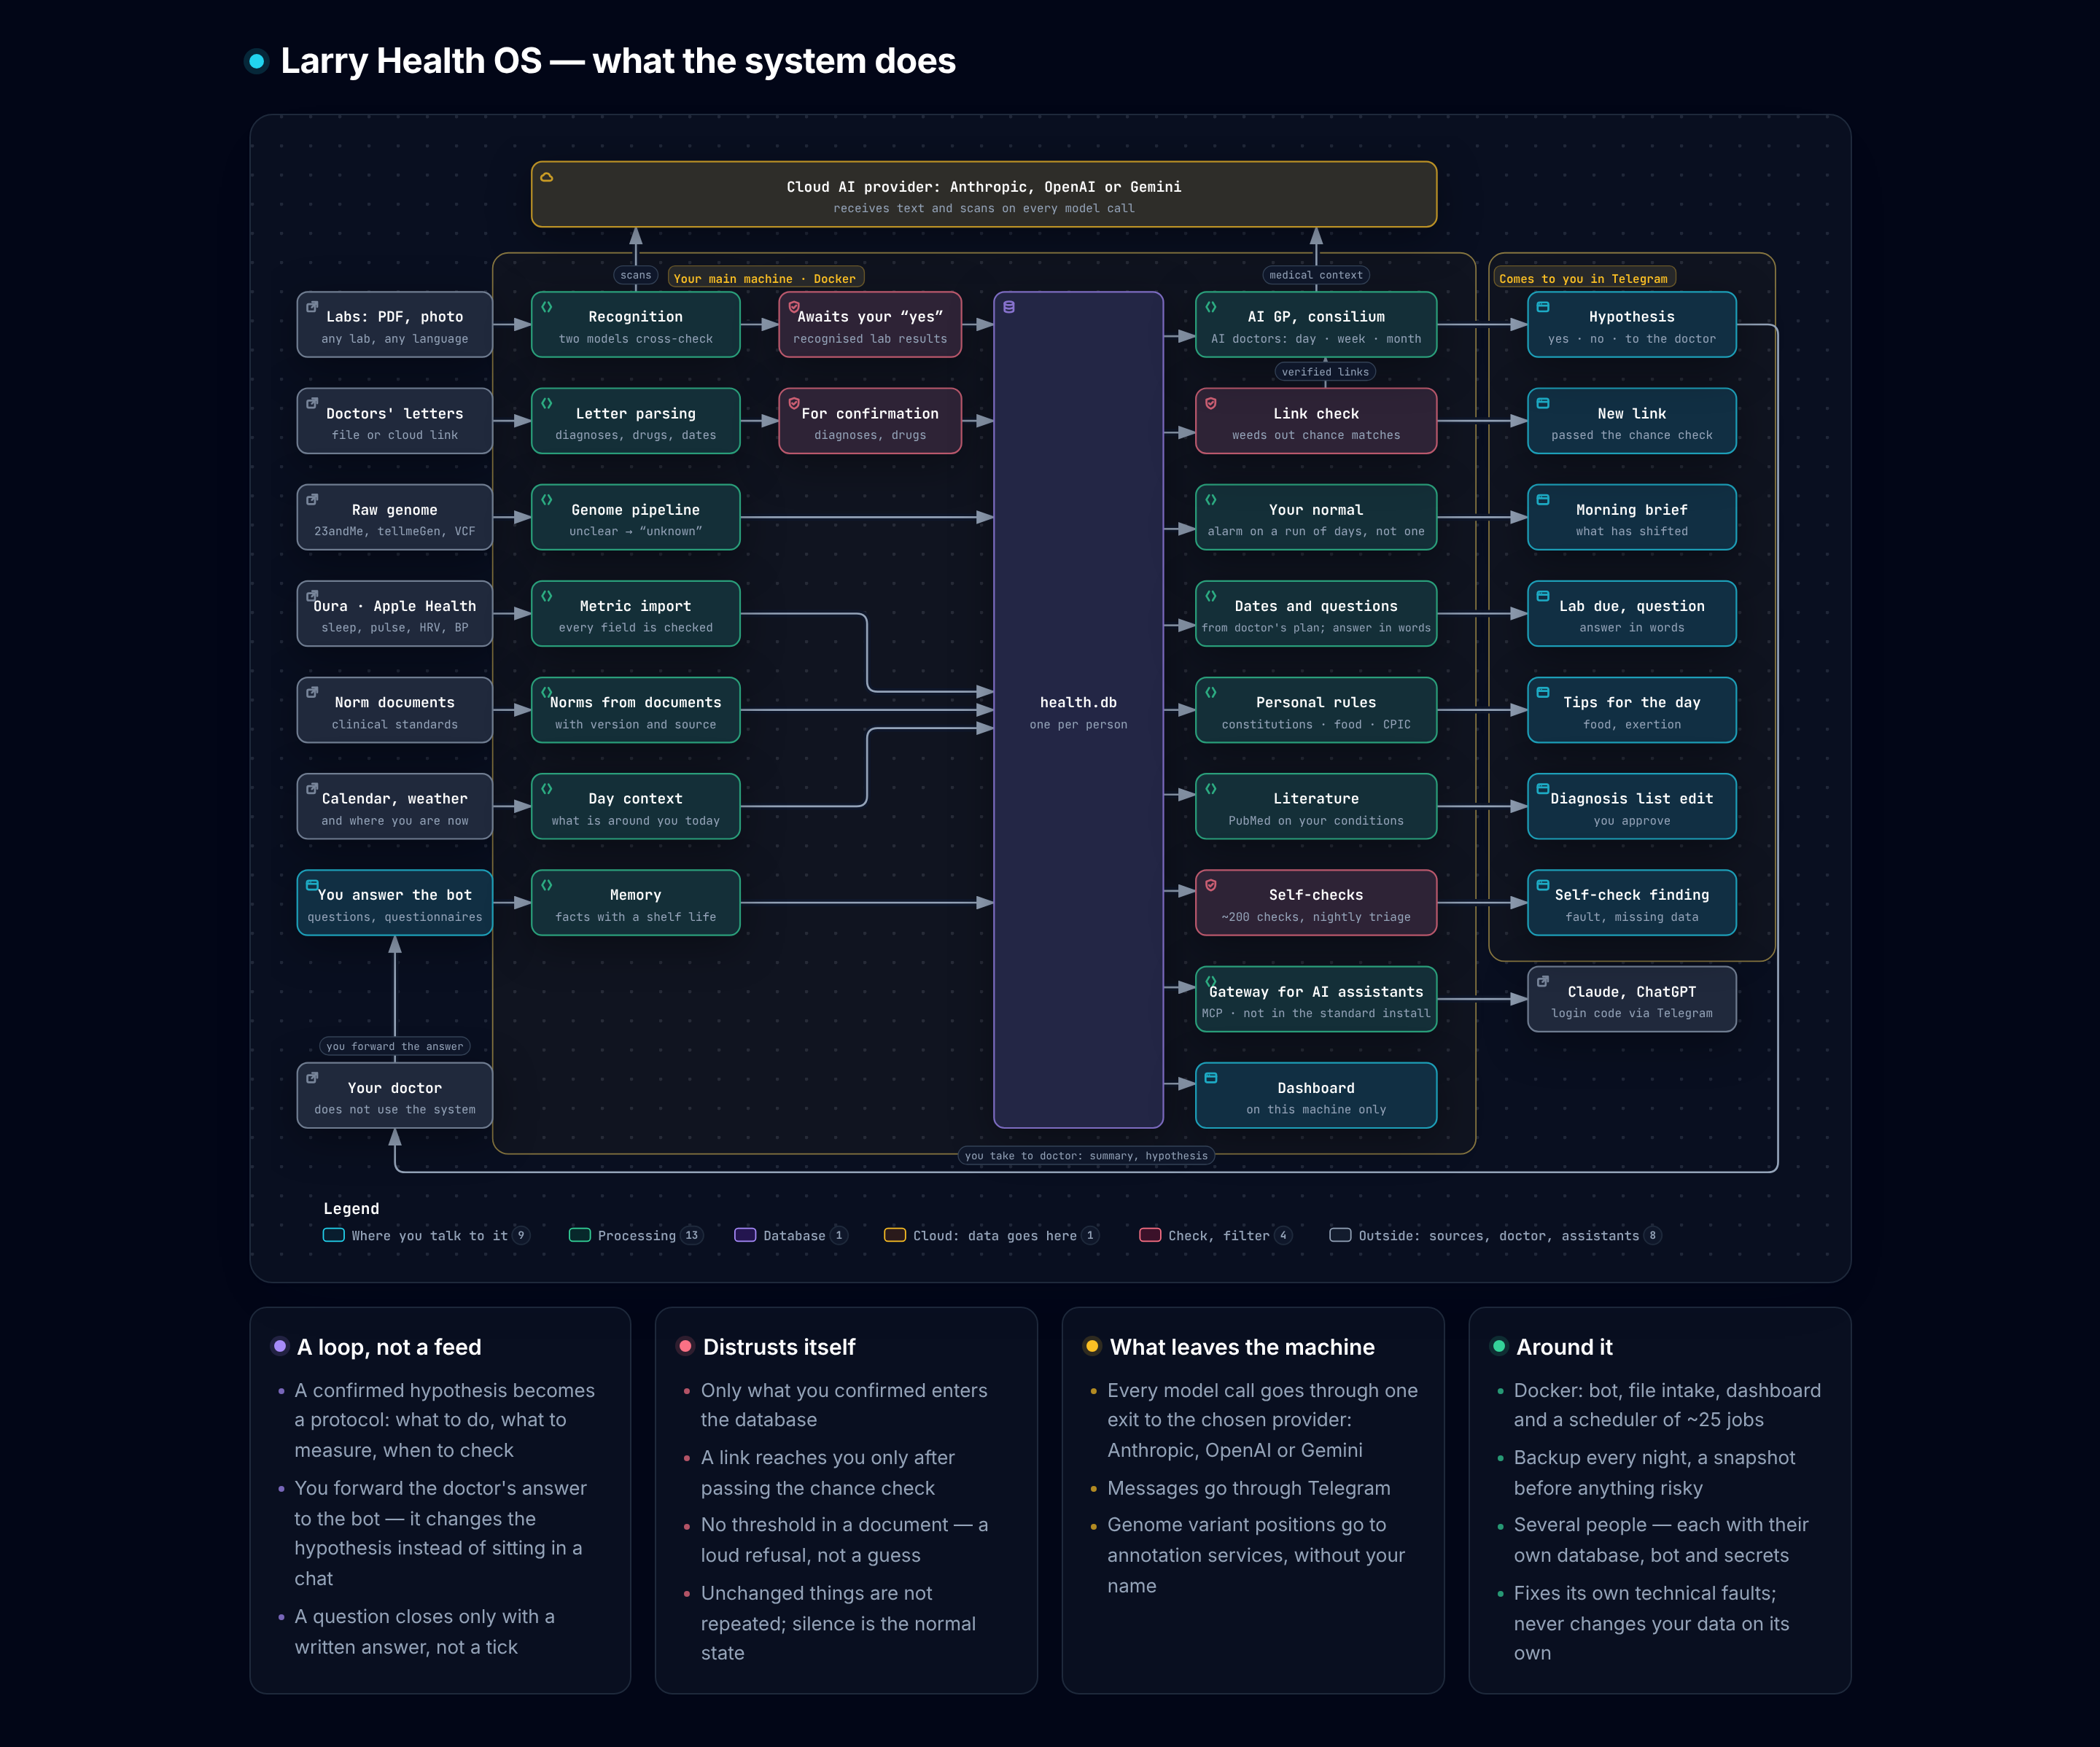 Larry Health OS — what the system does
Cloud AI provider: Anthropic, OpenAI or Gemini
receives text and scans on every model call
scans
Your main machine · Docker
medical context
Comes to you in Telegram
Labs: PDF, photo
any lab, any language
Recognition
two models cross-check
Awaits your “yes”
recognised lab results
AI GP, consilium
AI doctors: day · week · month
Hypothesis
yes · no · to the doctor
verified links
Doctors' letters
file or cloud link
Letter parsing
diagnoses, drugs, dates
For confirmation
diagnoses, drugs
Link check
weeds out chance matches
New link
passed the chance check
Raw genome
23andMe, tellmeGen, VCF
Genome pipeline
unclear → “unknown”
Your normal
alarm on a run of days, not one
Morning brief
what has shifted
Oura · Apple Health
sleep, pulse, HRV, BP
Metric import
every field is checked
Dates and questions
from doctor's plan; answer in words
Lab due, question
answer in words
Norm documents
clinical standards
Norms from documents
with version and source
health.db
one per person
Personal rules
constitutions · food · CPIC
Tips for the day
food, exertion
Calendar, weather
and where you are now
Day context
what is around you today
Literature
PubMed on your conditions
Diagnosis list edit
you approve
You answer the bot
questions, questionnaires
Memory
facts with a shelf life
Self-checks
~200 checks, nightly triage
Self-check finding
fault, missing data
Gateway for AI assistants
MCP · not in the standard install
Claude, ChatGPT
login code via Telegram
you forward the answer
Your doctor
does not use the system
Dashboard
on this machine only
you take to doctor: summary, hypothesis
Legend
Where you talk to it 9
Processing 13
Database 1
Cloud: data goes here 1
Check, filter 4
Outside: sources, doctor, assistants 8
A loop, not a feed
A confirmed hypothesis becomes
a protocol: what to do, what to
measure, when to check
You forward the doctor's answer
to the bot — it changes the
hypothesis instead of sitting in a
chat
A question closes only with a
written answer, not a tick
Distrusts itself
Only what you confirmed enters
the database
A link reaches you only after
passing the chance check
No threshold in a document — a
loud refusal, not a guess
Unchanged things are not
repeated; silence is the normal
state
What leaves the machine
Every model call goes through one
exit to the chosen provider:
Anthropic, OpenAI or Gemini
Messages go through Telegram
Genome variant positions go to
annotation services, without your
name
Around it
Docker: bot, file intake, dashboard
and a scheduler of ~25 jobs
Backup every night, a snapshot
before anything risky
Several people — each with their
own database, bot and secrets
Fixes its own technical faults;
never changes your data on its
own